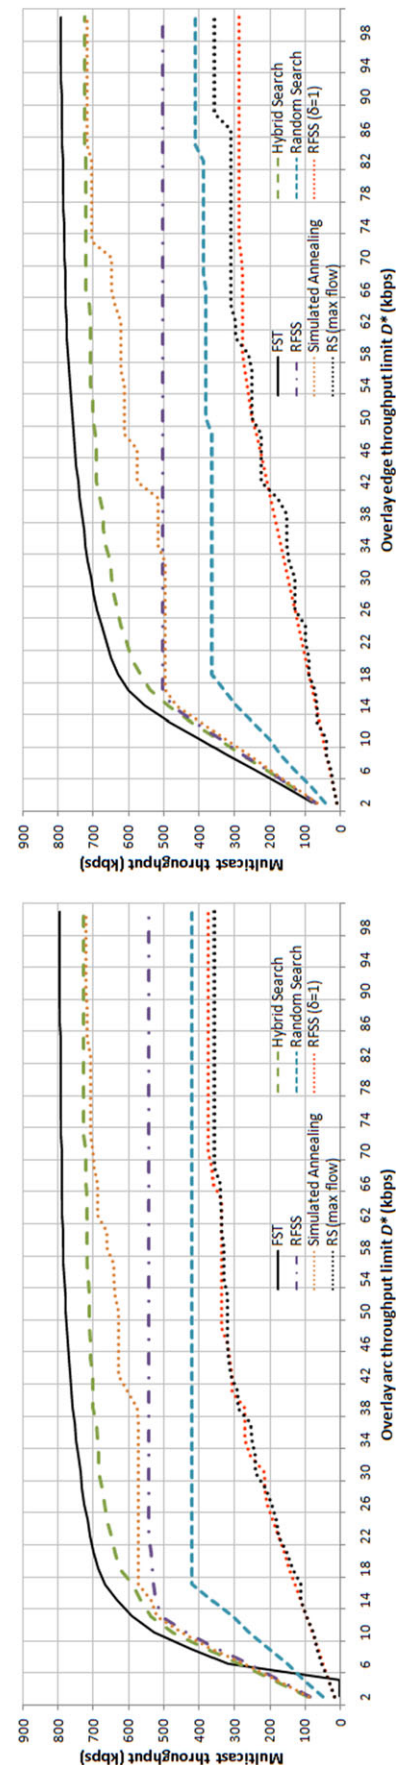 Multicast throughput (kbps)
900
800
700
600
500
400
300
200
100
0
FST
Hybrid Search
RFSS
Random Search
Simulated Annealing
RFSS (δ=1)
RS (max flow)
2 6 10 14 18 22 26 30 34 38 42 46 50 54 58 62 66 70 74 78 82 86 90 94 98
Overlay arc throughput limit D* (kbps)
Multicast throughput (kbps)
900
800
700
600
500
400
300
200
100
0
FST
Hybrid Search
RFSS
Random Search
Simulated Annealing
RFSS (δ=1)
RS (max flow)
2 6 10 14 18 22 26 30 34 38 42 46 50 54 58 62 66 70 74 78 82 86 90 94 98
Overlay edge throughput limit D* (kbps)